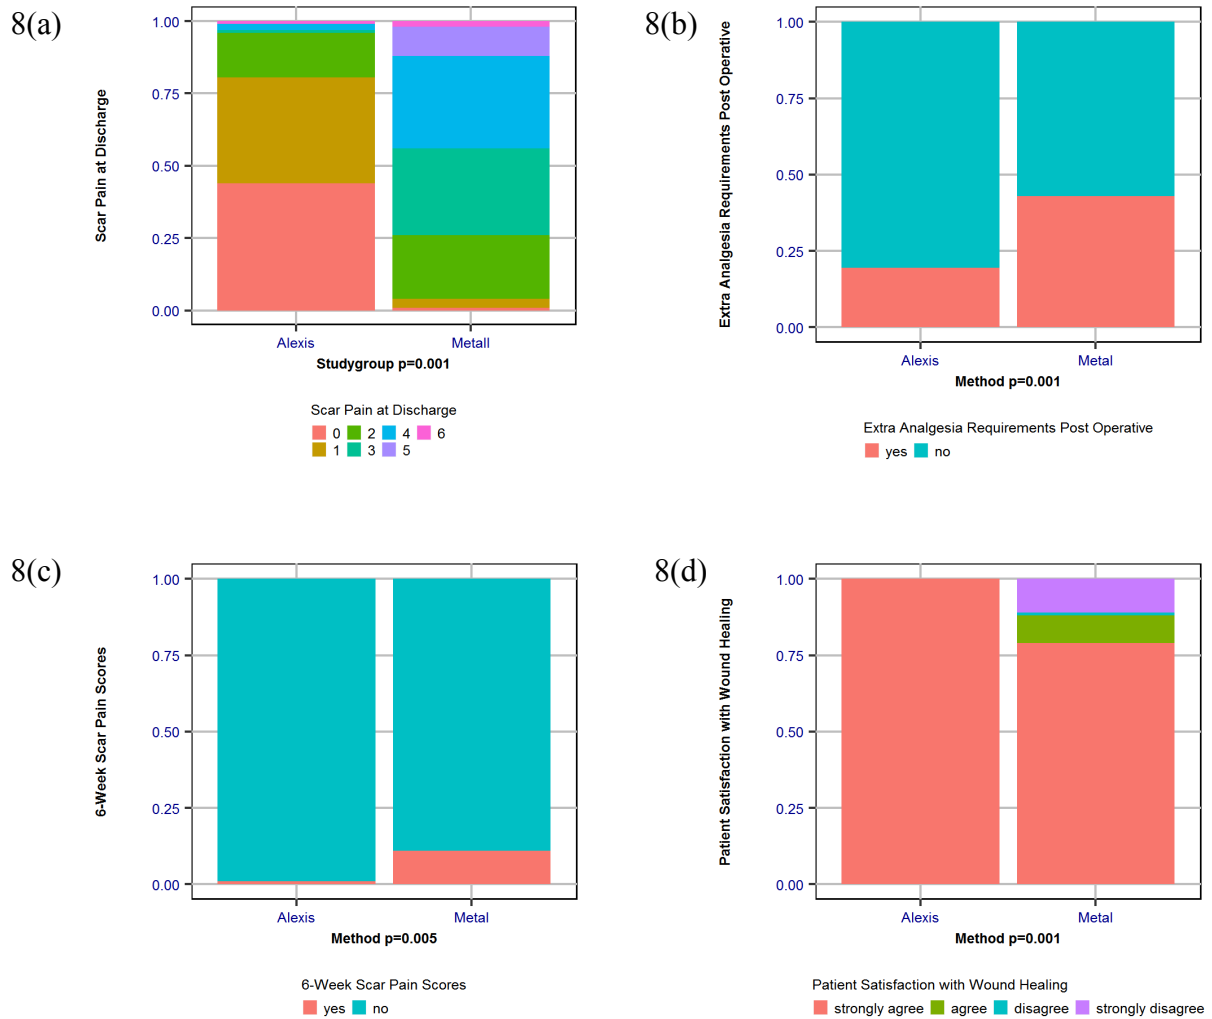 8(a)
Scar Pain at Discharge
1.00
0.75
0.50
0.25
0.00
Alexis Metall
Studygroup p=0.001
Scar Pain at Discharge
0 2 4 6
1 3 5
8(b)
Extra Analgesia Requirements Post Operative
1.00
0.75
0.50
0.25
0.00
Alexis Metal
Method p=0.001
Extra Analgesia Requirements Post Operative
yes no
8(c)
6-Week Scar Pain Scores
1.00
0.75
0.50
0.25
0.00
Alexis Metal
Method p=0.005
6-Week Scar Pain Scores
yes no
8(d)
Patient Satisfaction with Wound Healing
1.00
0.75
0.50
0.25
0.00
Alexis Metal
Method p=0.001
Patient Satisfaction with Wound Healing
strongly agree agree disagree strongly disagree